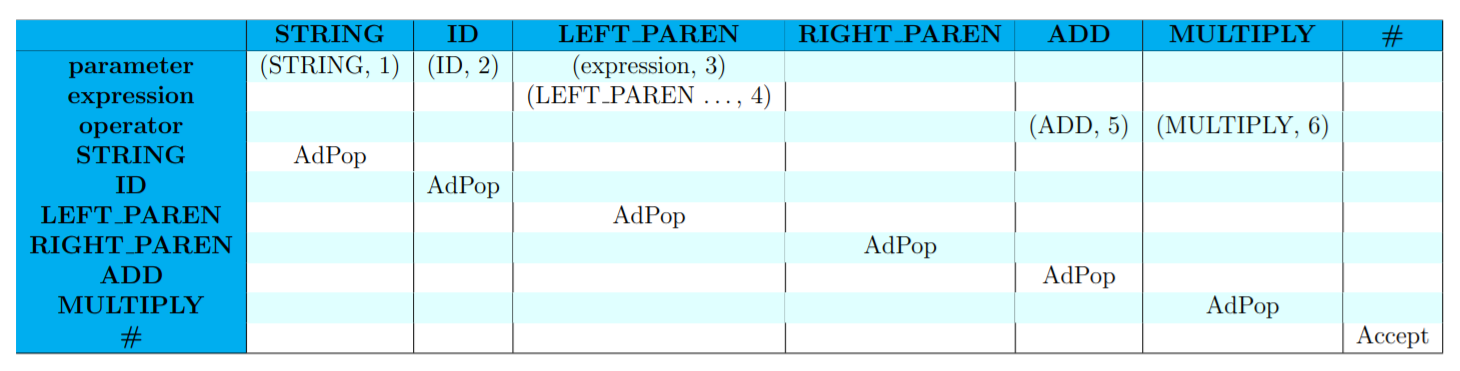 STRING ID LEFT_PAREN RIGHT_PAREN ADD MULTIPLY #
parameter (STRING, 1) (ID, 2) (expression, 3)
expression (LEFT_PAREN ..., 4)
operator (ADD, 5) (MULTIPLY, 6)
STRING AdPop
ID AdPop
LEFT_PAREN AdPop
RIGHT_PAREN AdPop
ADD AdPop
MULTIPLY AdPop
# Accept